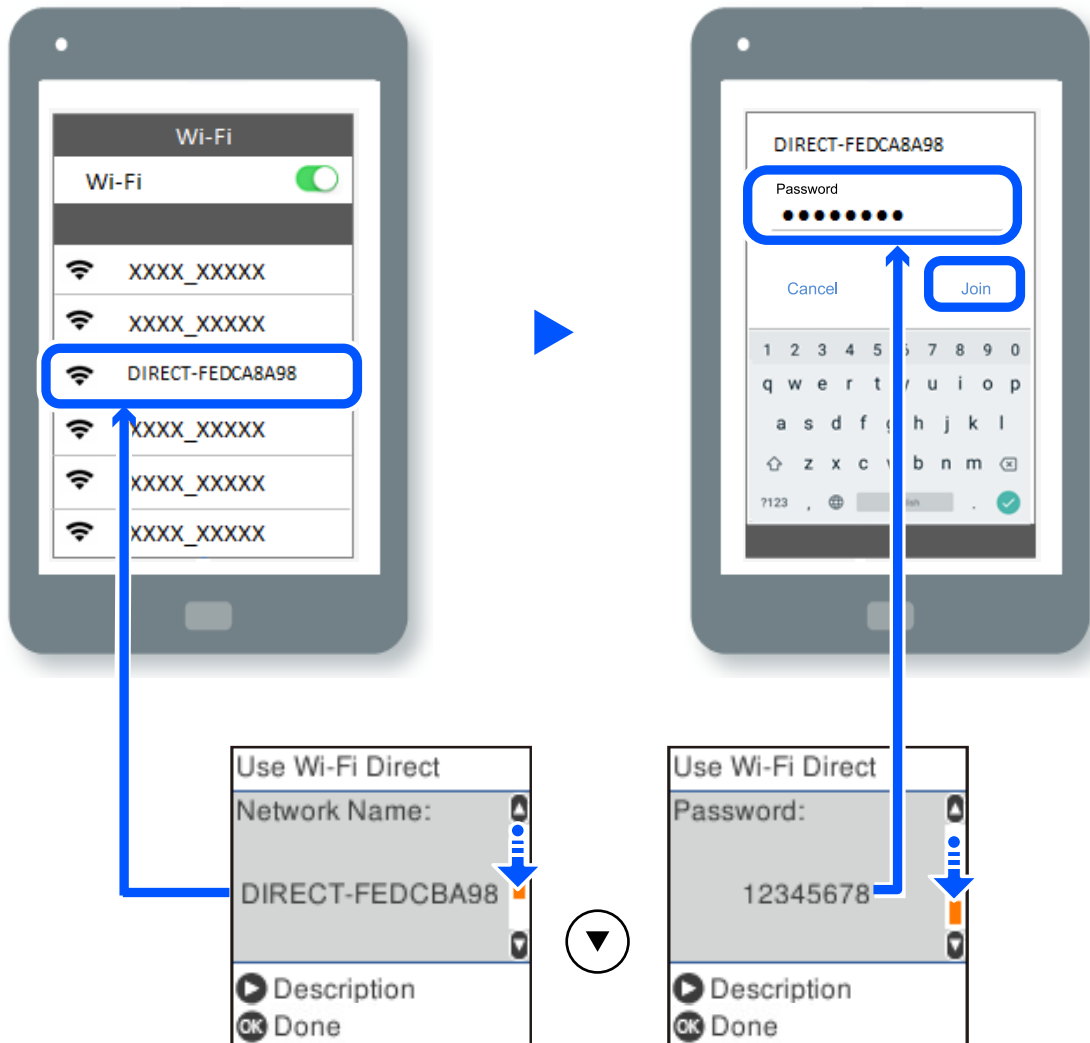 Wi-Fi
Wi-Fi
XXXX_XXXXX
XXXX_XXXXX
DIRECT-FEDCA8A98
XXXX_XXXXX
XXXX_XXXXX
XXXX_XXXXX
DIRECT-FEDCA8A98
Password
Cancel Join
1 2 3 4 5 7 8 9 0
q w e r t u i o p
a s d f h j k l
z x c b n m
?123 , .
Use Wi-Fi Direct
Network Name:
DIRECT-FEDCBA98
Description
OK Done
Use Wi-Fi Direct
Password:
12345678
Description
OK Done